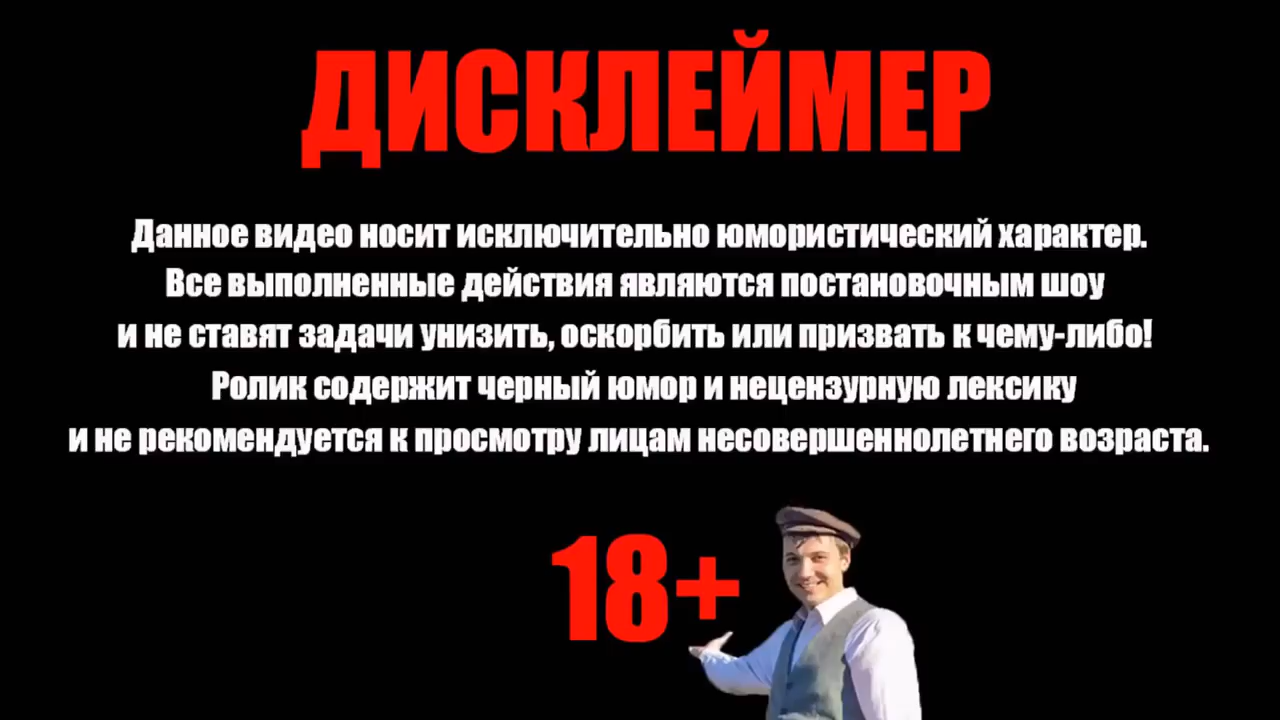 ДИСКЛЕЙМЕР
Данное видео носит исключительно юмористический характер.
Все выполненные действия являются постановочным шоу
и не ставят задачи унизить, оскорбить или призвать к чему-либо!
Ролик содержит черный юмор и нецензурную лексику
и не рекомендуется к просмотру лицам несовершеннолетнего возраста.
18+